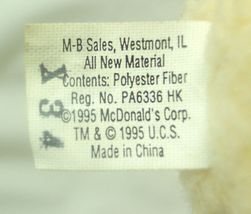 M-B Sales, Westmont, IL
All New Material
Contents: Polyester Fiber
Reg. No. PA6336 HK
©1995 McDonald's Corp.
TM & © 1995 U.C.S.
Made in China
X34